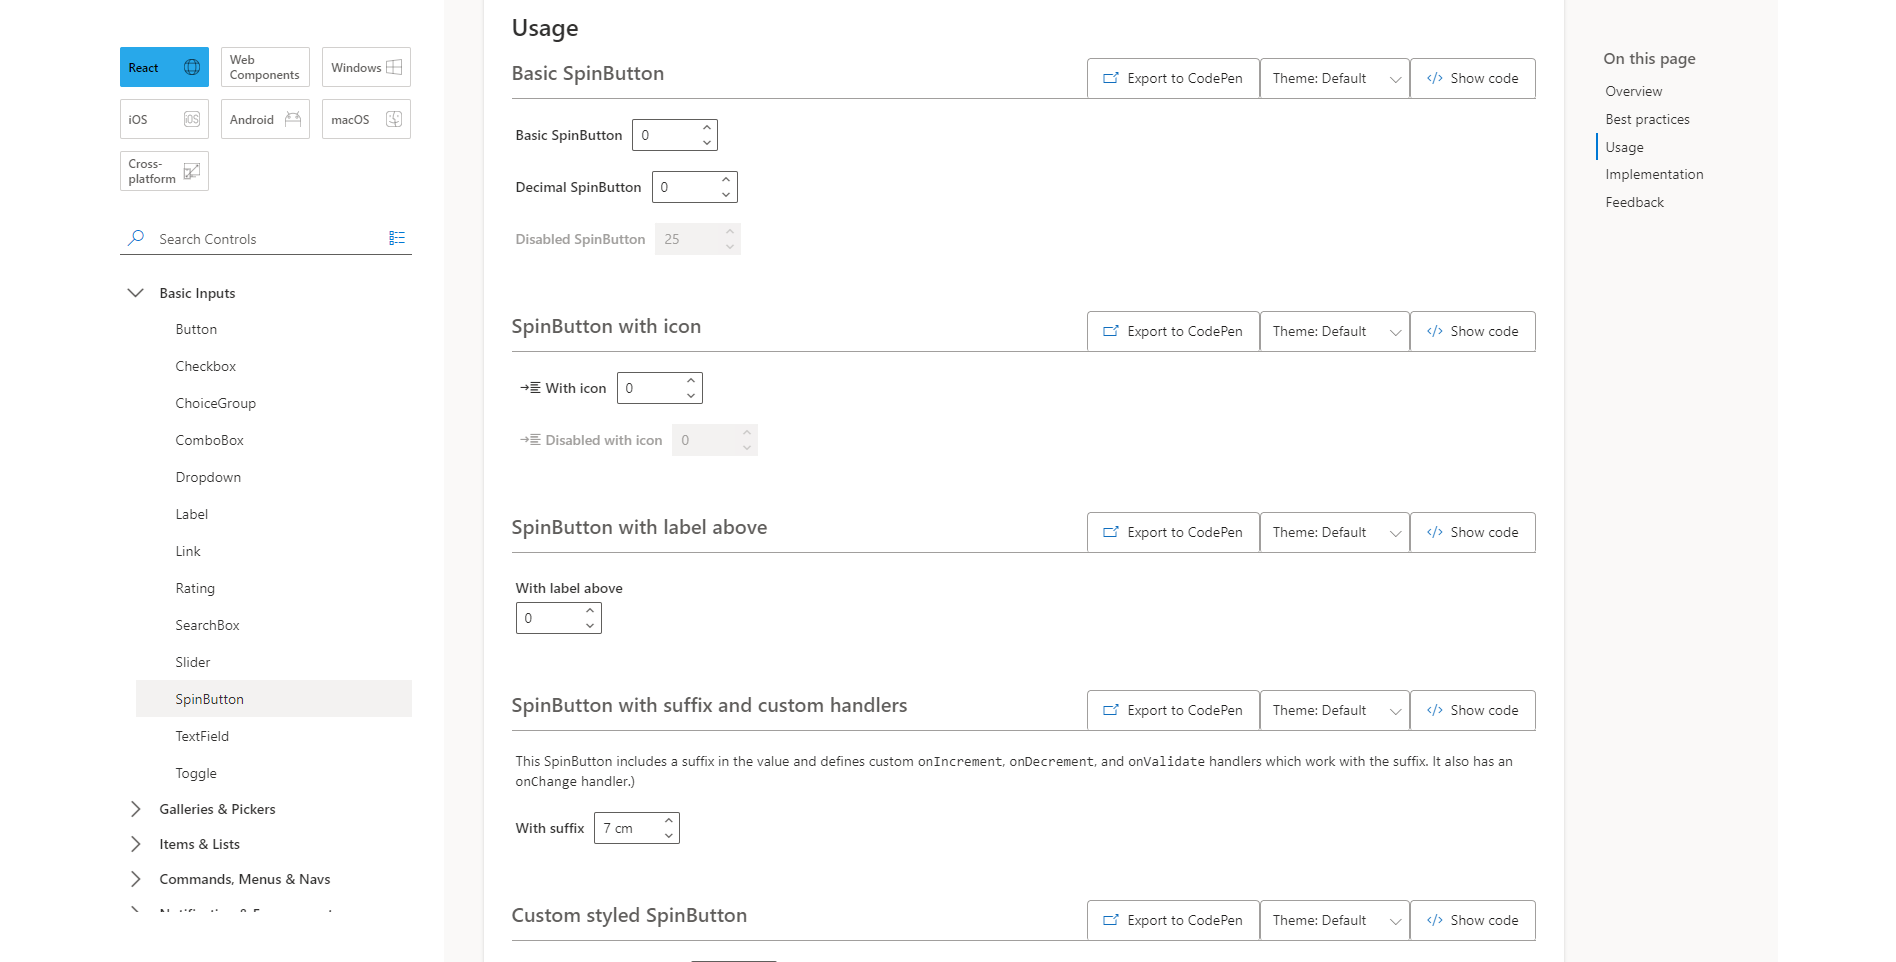 React
Web
Components
Windows
iOS
Android
macOS
Cross-
platform
Search Controls
Basic Inputs
Button
Checkbox
ChoiceGroup
ComboBox
Dropdown
Label
Link
Rating
SearchBox
Slider
SpinButton
TextField
Toggle
Galleries & Pickers
Items & Lists
Commands, Menus & Navs
Usage
Basic SpinButton
Export to CodePen
Theme: Default
</> Show code
Basic SpinButton 0
Decimal SpinButton 0
Disabled SpinButton 25
SpinButton with icon
Export to CodePen
Theme: Default
</> Show code
With icon 0
Disabled with icon 0
SpinButton with label above
Export to CodePen
Theme: Default
</> Show code
With label above
0
SpinButton with suffix and custom handlers
Export to CodePen
Theme: Default
</> Show code
This SpinButton includes a suffix in the value and defines custom onIncrement, onDecrement, and onValidate handlers which work with the suffix. It also has an
onChange handler.)
With suffix 7 cm
Custom styled SpinButton
Export to CodePen
Theme: Default
</> Show code
On this page
Overview
Best practices
Usage
Implementation
Feedback